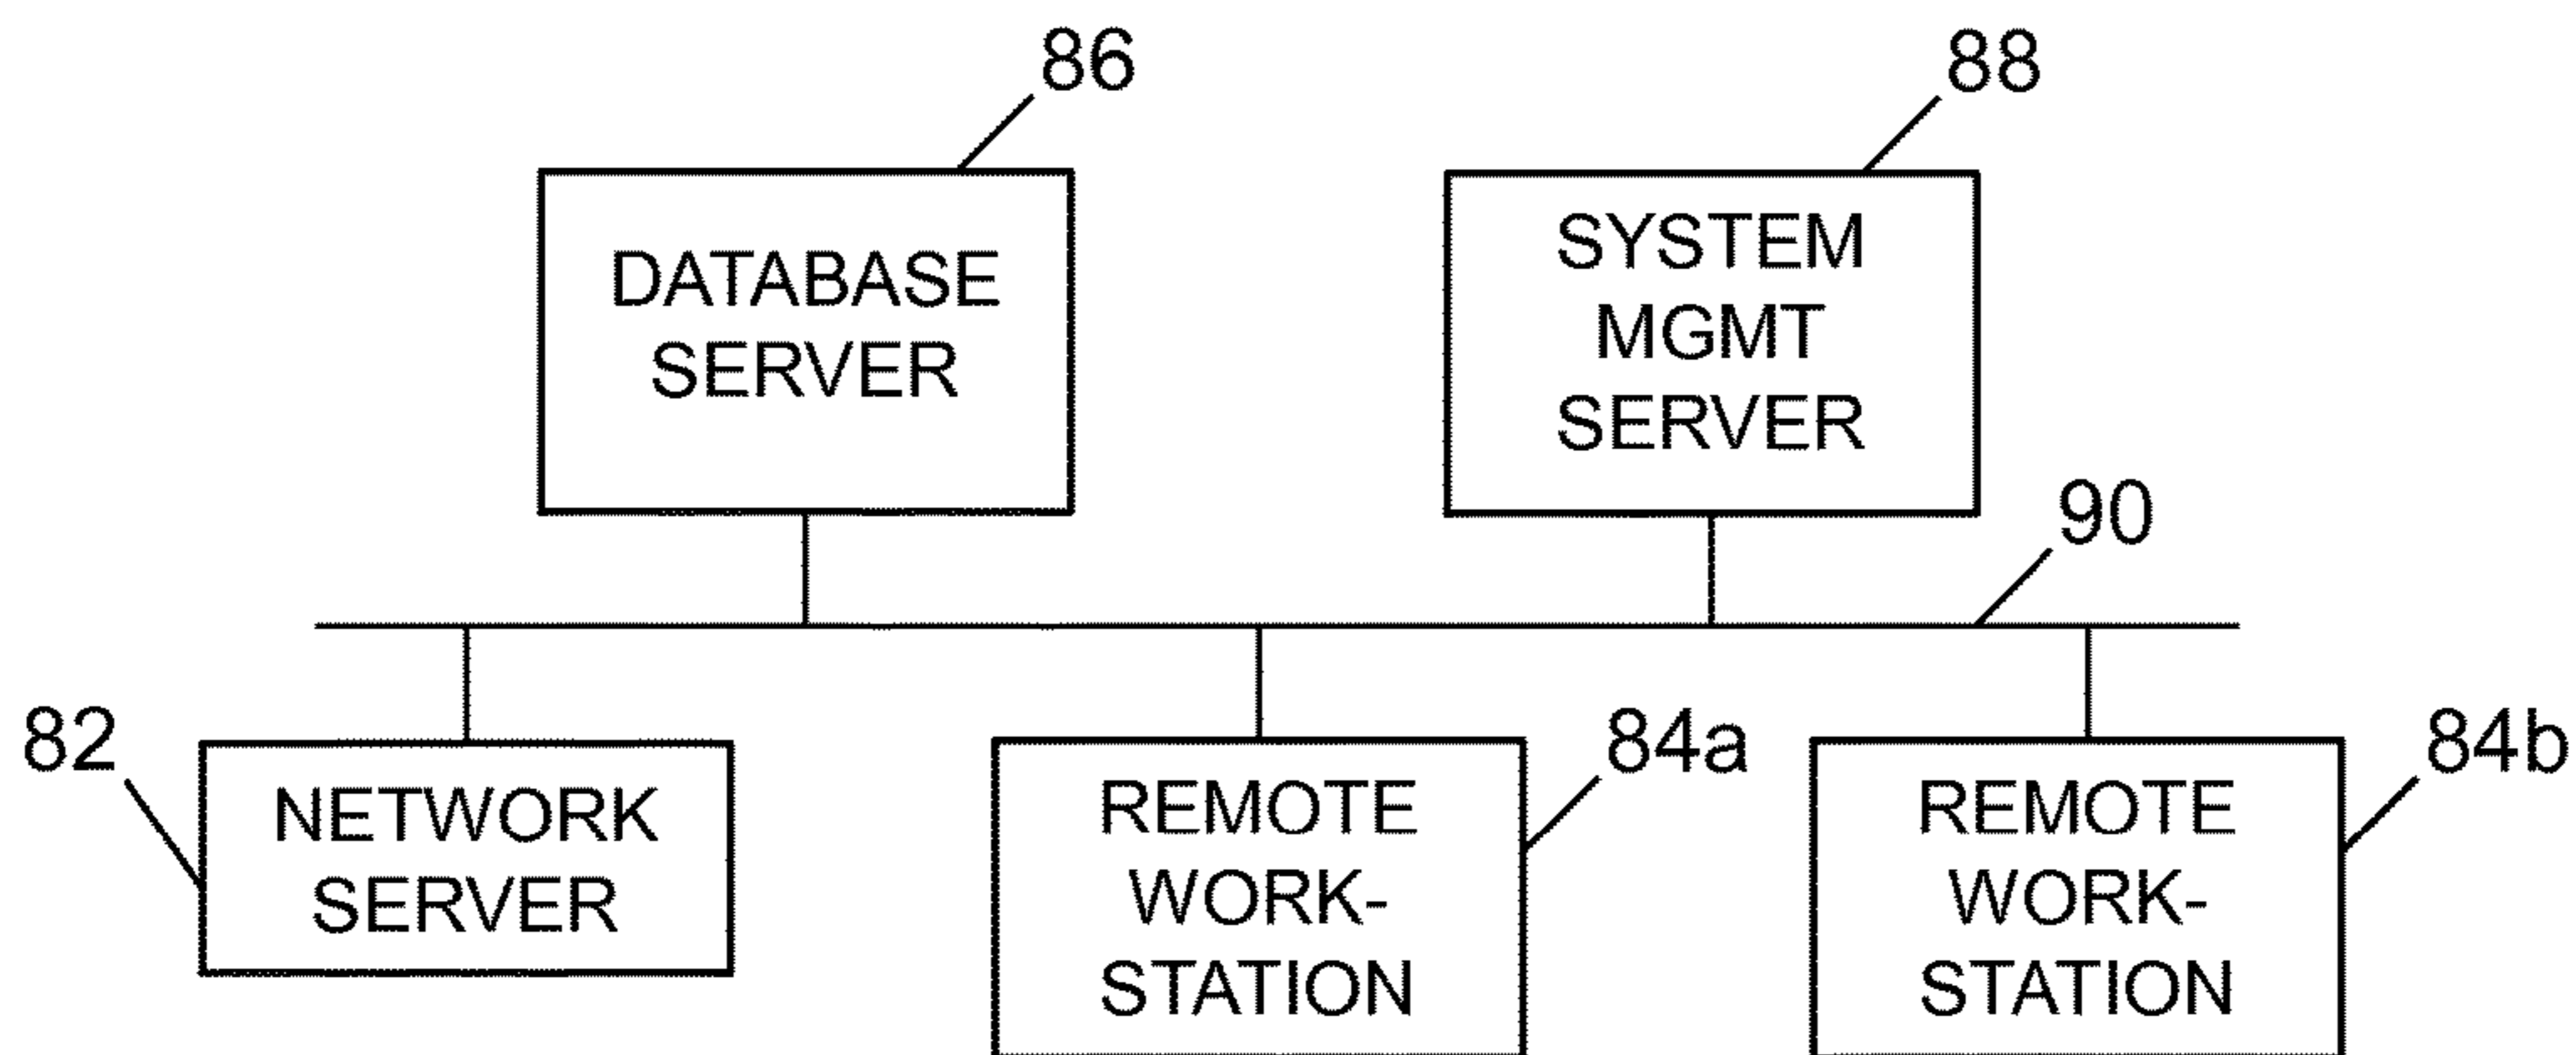 86
88
DATABASE
SERVER
SYSTEM
MGMT
SERVER
90
82
NETWORK
SERVER
84a
REMOTE
WORK-
STATION
84b
REMOTE
WORK-
STATION